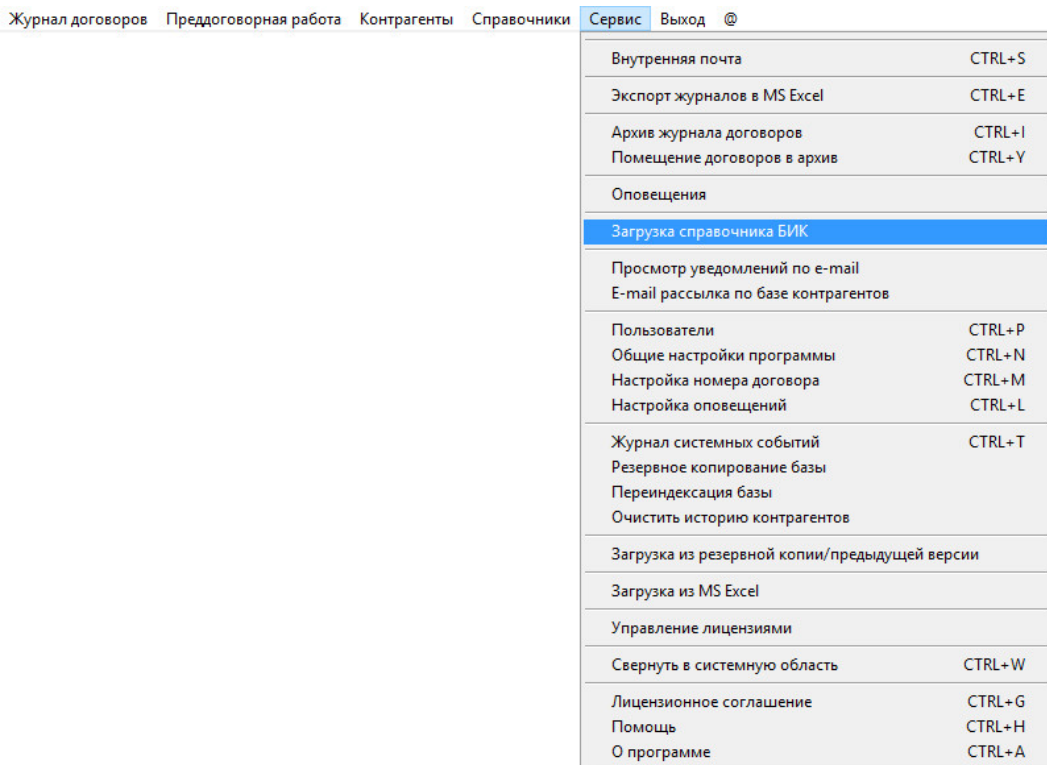 Журнал договоров Преддоговорная работа Контрагенты Справочники Сервис Выход @
Внутренняя почта CTRL+S
Экспорт журналов в MS Excel CTRL+E
Архив журнала договоров CTRL+I
Помещение договоров в архив CTRL+Y
Оповещения
Загрузка справочника БИК
Просмотр уведомлений по e-mail
E-mail рассылка по базе контрагентов
Пользователи CTRL+P
Общие настройки программы CTRL+N
Настройка номера договора CTRL+M
Настройка оповещений CTRL+L
Журнал системных событий CTRL+T
Резервное копирование базы
Переиндексация базы
Очистить историю контрагентов
Загрузка из резервной копии/предыдущей версии
Загрузка из MS Excel
Управление лицензиями
Свернуть в системную область CTRL+W
Лицензионное соглашение CTRL+G
Помощь CTRL+H
О программе CTRL+A